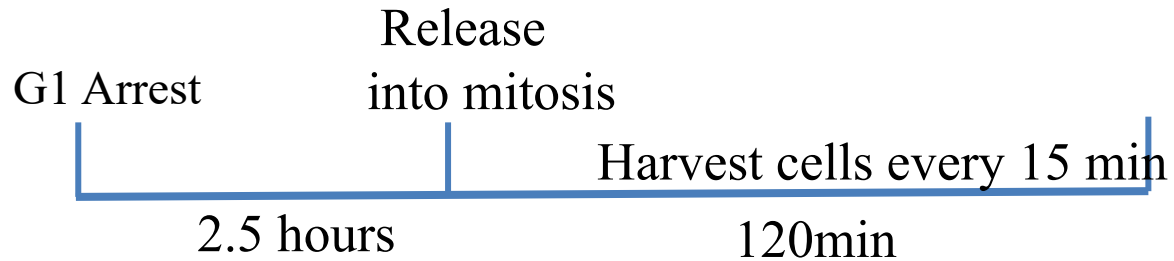 G1 Arrest
Release
into mitosis
Harvest cells every 15 min
2.5 hours
120min